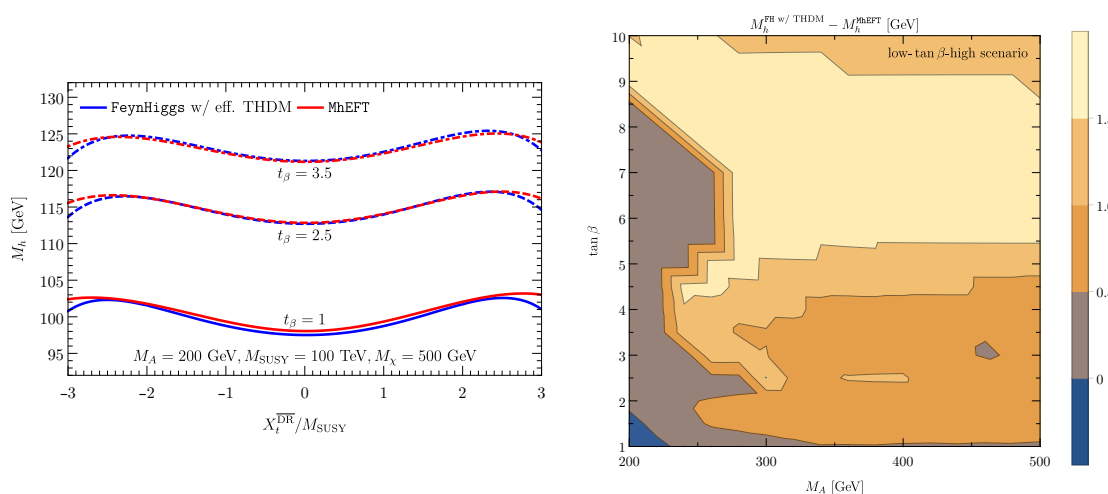 FeynHiggs w/ eff. THDM MhEFT
130
125
120
115
110
105
100
95
M_h [GeV]
t_β = 3.5
t_β = 2.5
t_β = 1
M_A = 200 GeV, M_SUSY = 100 TeV, M_χ = 500 GeV
−3 −2 −1 0 1 2 3
X_t^DR̅/M_SUSY
M_h^FH w/ THDM − M_h^MhEFT [GeV]
low-tan β-high scenario
10
9
8
7
6
5
4
3
2
1
tan β
200 300 400 500
M_A [GeV]
0